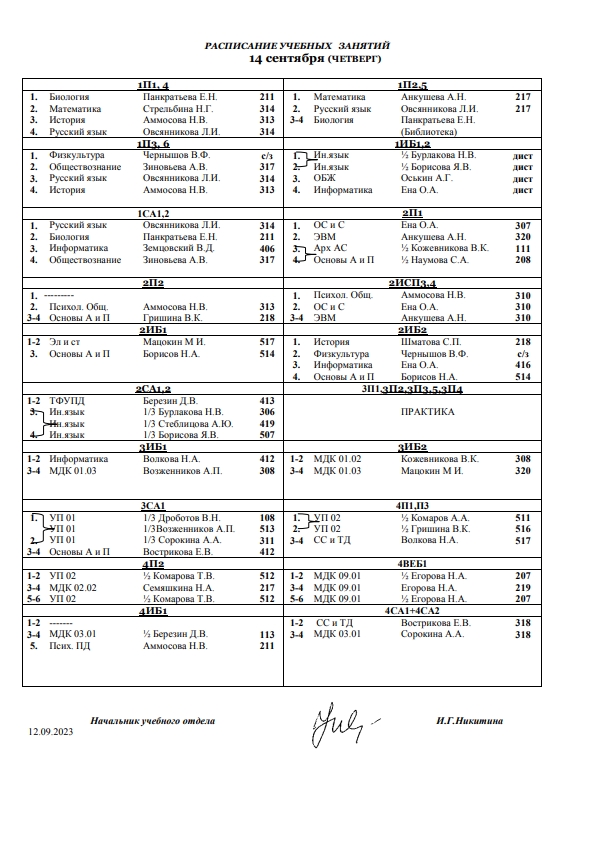 РАСПИСАНИЕ УЧЕБНЫХ ЗАНЯТИЙ
14 сентября (ЧЕТВЕРГ)
1П1, 4
1. Биология Панкратьева Е.Н. 211
2. Математика Стрельбина Н.Г. 314
3. История Аммосова Н.В. 313
4. Русский язык Овсянникова Л.И. 314
1П2,5
1. Математика Анкушева А.Н. 217
2. Русский язык Овсянникова Л.И. 217
3-4 Биология Панкратьева Е.Н.
(Библиотека)
1П3, 6
1. Физкультура Чернышов В.Ф. с/з
2. Обществознание Зиновьева А.В. 317
3. Русский язык Овсянникова Л.И. 314
4. История Аммосова Н.В. 313
1ИБ1,2
1. Ин.язык ½ Бурлакова Н.В. дист
2. Ин.язык ½ Борисова Я.В. дист
3. ОБЖ Оськин А.Г. дист
4. Информатика Ена О.А. дист
1СА1,2
1. Русский язык Овсянникова Л.И. 314
2. Биология Панкратьева Е.Н. 211
3. Информатика Земцовский В.Д. 406
4. Обществознание Зиновьева А.В. 317
2П1
1. ОС и С Ена О.А. 307
2. ЭВМ Анкушева А.Н. 320
3. Арх АС ½ Кожевникова В.К. 111
4. Основы А и П ½ Наумова С.А. 208
2П2
1. ---------
2. Психол. Общ. Аммосова Н.В. 313
3-4 Основы А и П Гришина В.К. 218
2ИСП3,4
1. Психол. Общ. Аммосова Н.В. 310
2. ОС и С Ена О.А. 310
3-4 ЭВМ Анкушева А.Н. 310
2ИБ1
1-2 Эл и ст Мацокин М И. 517
3. Основы А и П Борисов Н.А. 514
2ИБ2
1. История Шматова С.П. 218
2. Физкультура Чернышов В.Ф. с/з
3. Информатика Ена О.А. 416
4. Основы А и П Борисов Н.А. 514
2СА1,2
1-2 ТФУПД Березин Д.В. 413
3. Ин.язык 1/3 Бурлакова Н.В. 306
Ин.язык 1/3 Стеблицова А.Ю. 419
4. Ин.язык 1/3 Борисова Я.В. 507
3П1,3П2,3П3,5,3П4
ПРАКТИКА
3ИБ1
1-2 Информатика Волкова Н.А. 412
3-4 МДК 01.03 Возженников А.П. 308
3ИБ2
1-2 МДК 01.02 Кожевникова В.К. 308
3-4 МДК 01.03 Мацокин М И. 320
3СА1
1. УП 01 1/3 Дроботов В.Н. 108
УП 01 1/3Возженников А.П. 513
2. УП 01 1/3 Сорокина А.А. 311
3-4 Основы А и П Вострикова Е.В. 412
4П1,П3
1. УП 02 ½ Комаров А.А. 511
2. УП 02 ½ Гришина В.К. 516
3-4 СС и ТД Волкова Н.А. 517
4П2
1-2 УП 02 ½ Комарова Т.В. 512
3-4 МДК 02.02 Семяшкина Н.А. 217
5-6 УП 02 ½ Комарова Т.В. 512
4ВЕБ1
1-2 МДК 09.01 ½ Егорова Н.А. 207
3-4 МДК 09.01 Егорова Н.А. 219
5-6 МДК 09.01 ½ Егорова Н.А. 207
4ИБ1
1-2 -------
3-4 МДК 03.01 ½ Березин Д.В. 113
5. Псих. ПД Аммосова Н.В. 211
4СА1+4СА2
1-2 СС и ТД Вострикова Е.В. 318
3-4 МДК 03.01 Сорокина А.А. 318
Начальник учебного отдела И.Г.Никитина
12.09.2023